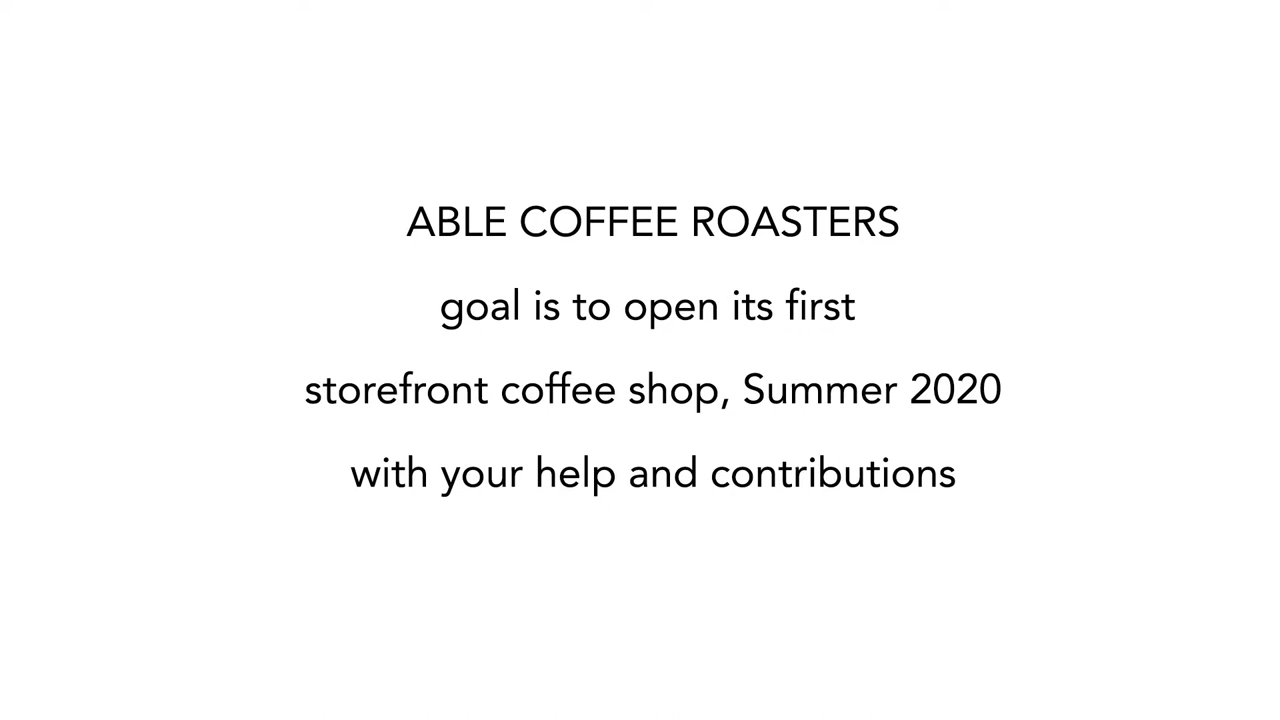 ABLE COFFEE ROASTERS
goal is to open its first
storefront coffee shop, Summer 2020
with your help and contributions